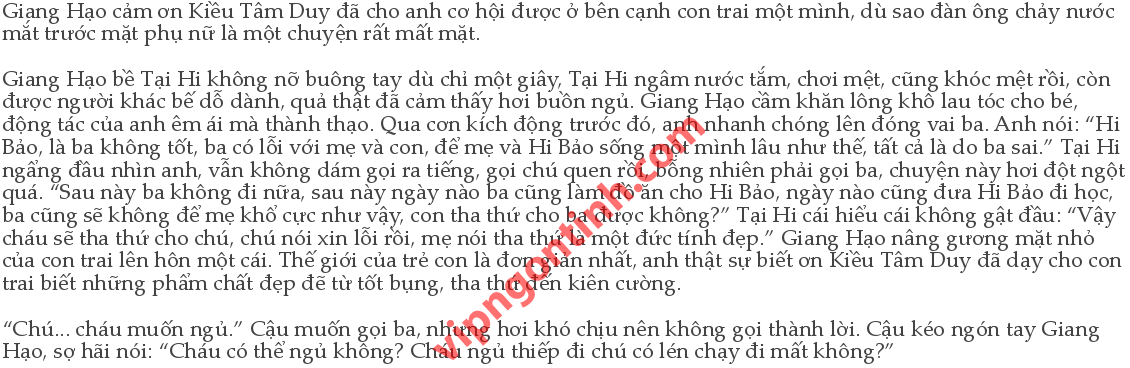 Giang Hạo cảm ơn Kiều Tâm Duy đã cho anh cơ hội được ở bên cạnh con trai một mình, dù sao đàn ông chảy nước
mắt trước mặt phụ nữ là một chuyện rất mất mặt.
Giang Hạo bề Tại Hi không nỡ buông tay dù chỉ một giây, Tại Hi ngâm nước tắm, chơi mệt, cũng khóc mệt rồi, còn
được người khác bế dỗ dành, quả thật đã cảm thấy hơi buồn ngủ. Giang Hạo cầm khăn lông khô lau tóc cho bé,
động tác của anh êm ái mà thành thạo. Qua cơn kích động trước đó, anh nhanh chóng lên đóng vai ba. Anh nói: “Hi
Bảo, là ba không tốt, ba có lỗi với mẹ và con, để mẹ và Hi Bảo sống một mình lâu như thế, tất cả là do ba sai.” Tại Hi
ngẩng đầu nhìn anh, vẫn không dám gọi ra tiếng, gọi chú quen rồi, bỗng nhiên phải gọi ba, chuyện này hơi đột ngột
quá. “Sau này ba không đi nữa, sau này ngày nào ba cũng làm đồ ăn cho Hi Bảo, ngày nào cũng đưa Hi Bảo đi học,
ba cũng sẽ không để mẹ khổ cực như vậy, con tha thứ cho ba được không?” Tại Hi cái hiểu cái không gật đầu: “Vậy
cháu sẽ tha thứ cho chú, chú nói xin lỗi rồi, mẹ nói tha thứ là một đức tính đẹp.” Giang Hạo nâng gương mặt nhỏ
của con trai lên hôn một cái. Thế giới của trẻ con là đơn giản nhất, anh thật sự biết ơn Kiều Tâm Duy đã dạy cho con
trai biết những phẩm chất đẹp đẽ từ tốt bụng, tha thứ đến kiên cường.
“Chú... cháu muốn ngủ.” Cậu muốn gọi ba, nhưng hơi khó chịu nên không gọi thành lời. Cậu kéo ngón tay Giang
Hạo, sợ hãi nói: “Cháu có thể ngủ không? Cháu ngủ thiếp đi chú có lén chạy đi mất không?”
vipngontinh.com